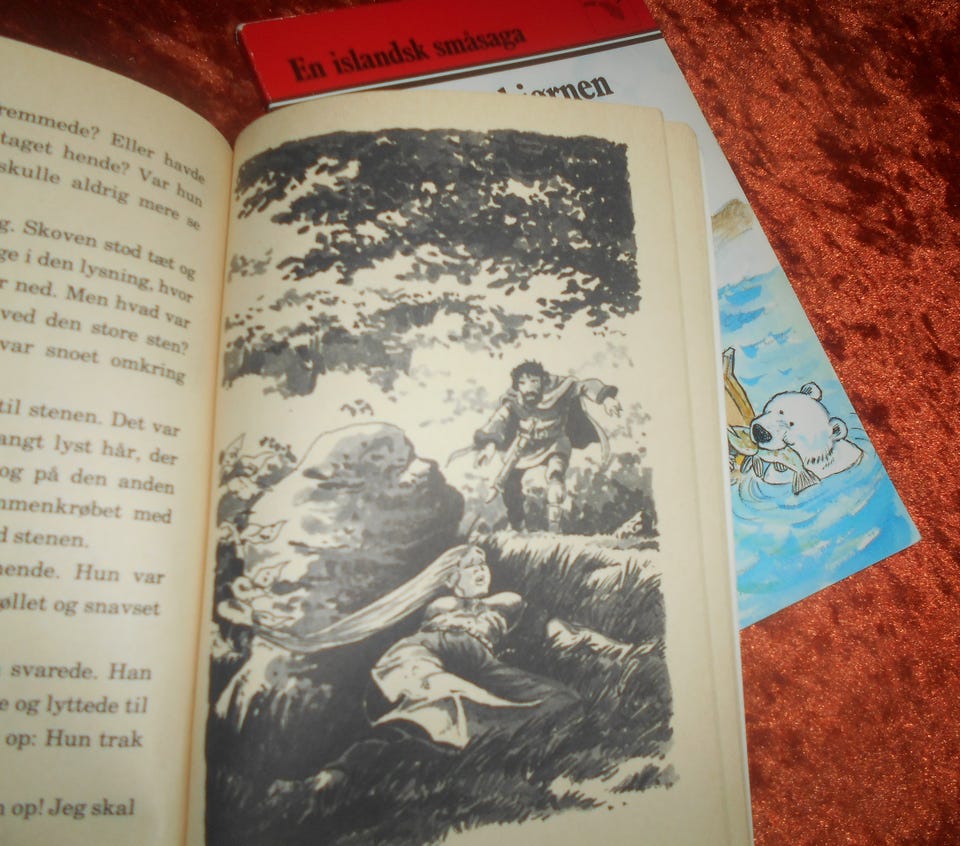 En islandsk småsaga
remmede? Eller havde
taget hende? Var hun
skulle aldrig mere se
g. Skoven stod tæt og
ge i den lysning, hvor
r ned. Men hvad var
ved den store sten?
var snoet omkring
til stenen. Det var
angt lyst hår, der
og på den anden
mmenkrøbet med
d stenen.
hende. Hun var
øllet og snavset
svarede. Han
e og lyttede til
op: Hun trak
n op! Jeg skal